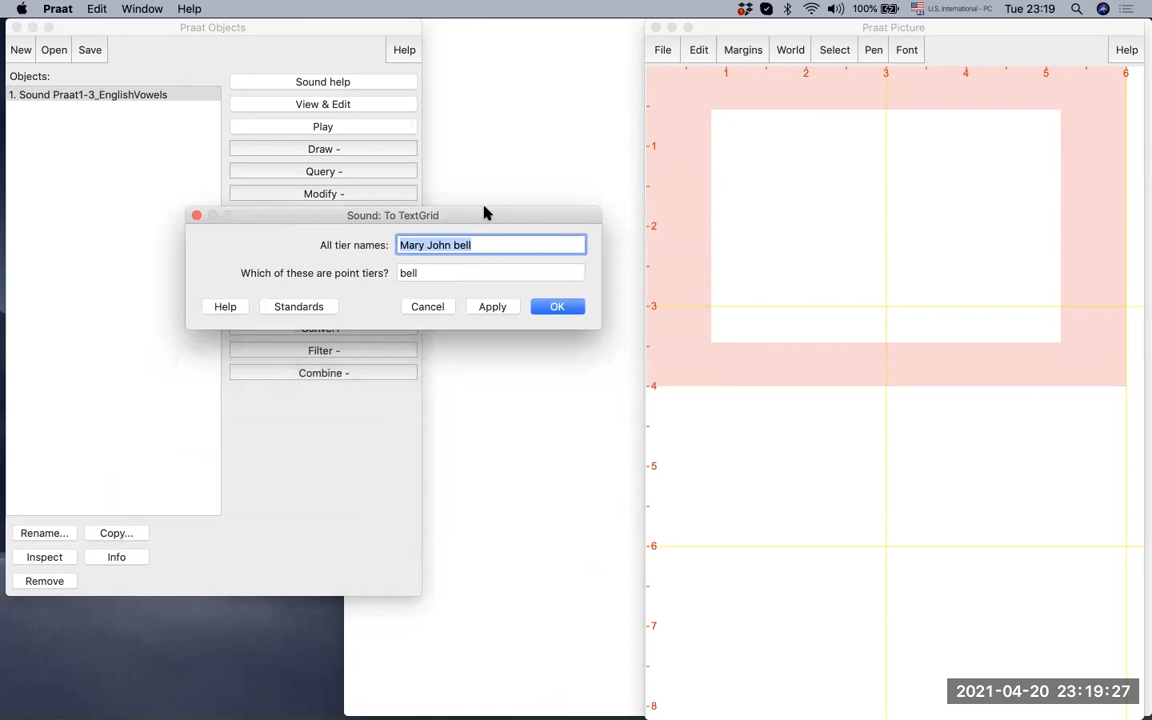 Praat Edit Window Help 100% U.S. International - PC Tue 23:19
Praat Objects
New Open Save Help
Objects:
1. Sound Praat1-3_EnglishVowels
Sound help
View & Edit
Play
Draw -
Query -
Modify -
Sound: To TextGrid
All tier names: Mary John bell
Which of these are point tiers? bell
Help Standards Cancel Apply OK
Convert -
Filter -
Combine -
Rename... Copy...
Inspect Info
Remove
Praat Picture
File Edit Margins World Select Pen Font Help
1 2 3 4 5 6
-1
-2
-3
-4
-5
-6
-7
-8
2021-04-20 23:19:27